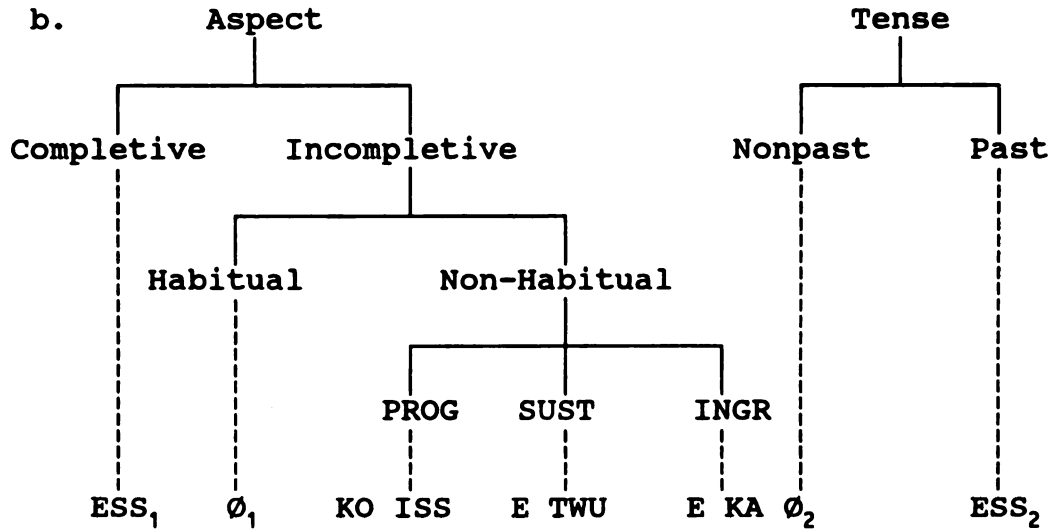 b. Aspect Tense
Completive Incompletive Nonpast Past
Habitual Non-Habitual
PROG SUST INGR
ESS₁ Ø₁ KO ISS E TWU E KA Ø₂ ESS₂